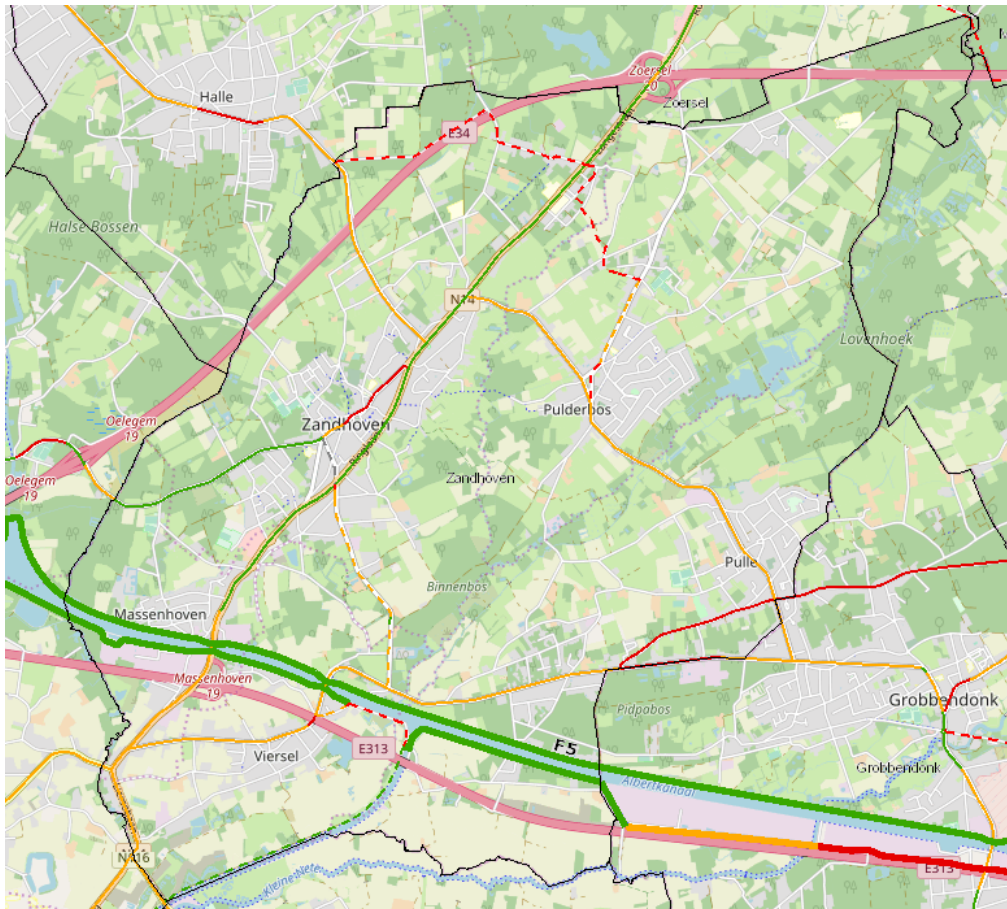 Halle
Zoersel
20
Zoersel
E34
Halse Bossen
N14
Lovenhoek
Oelegem
19
Zandhoven
Pulderbos
Oelegem
19
Zandhoven
Binnenbos
Pulle
Massenhoven
Massenhoven
19
Pidpabos
Grobbendonk
Viersel
E313
F5
Albertkanaal
Grobbendonk
N116
Kleine Nete
E313